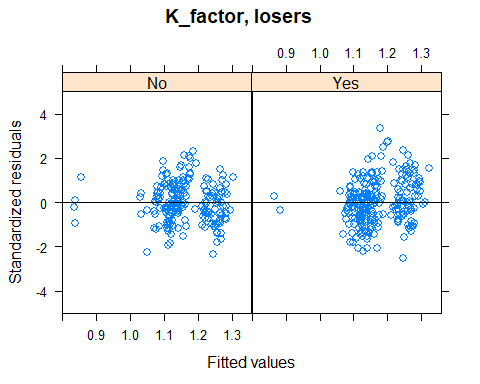 K_factor, losers
0.9 1.0 1.1 1.2 1.3
No Yes
Standardized residuals
4
2
0
-2
-4
0.9 1.0 1.1 1.2 1.3
Fitted values